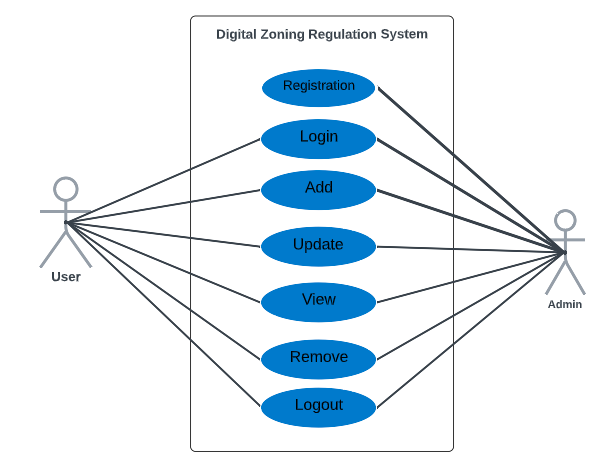 Digital Zoning Regulation System
Registration
Login
Add
Update
View
Remove
Logout
User
Admin